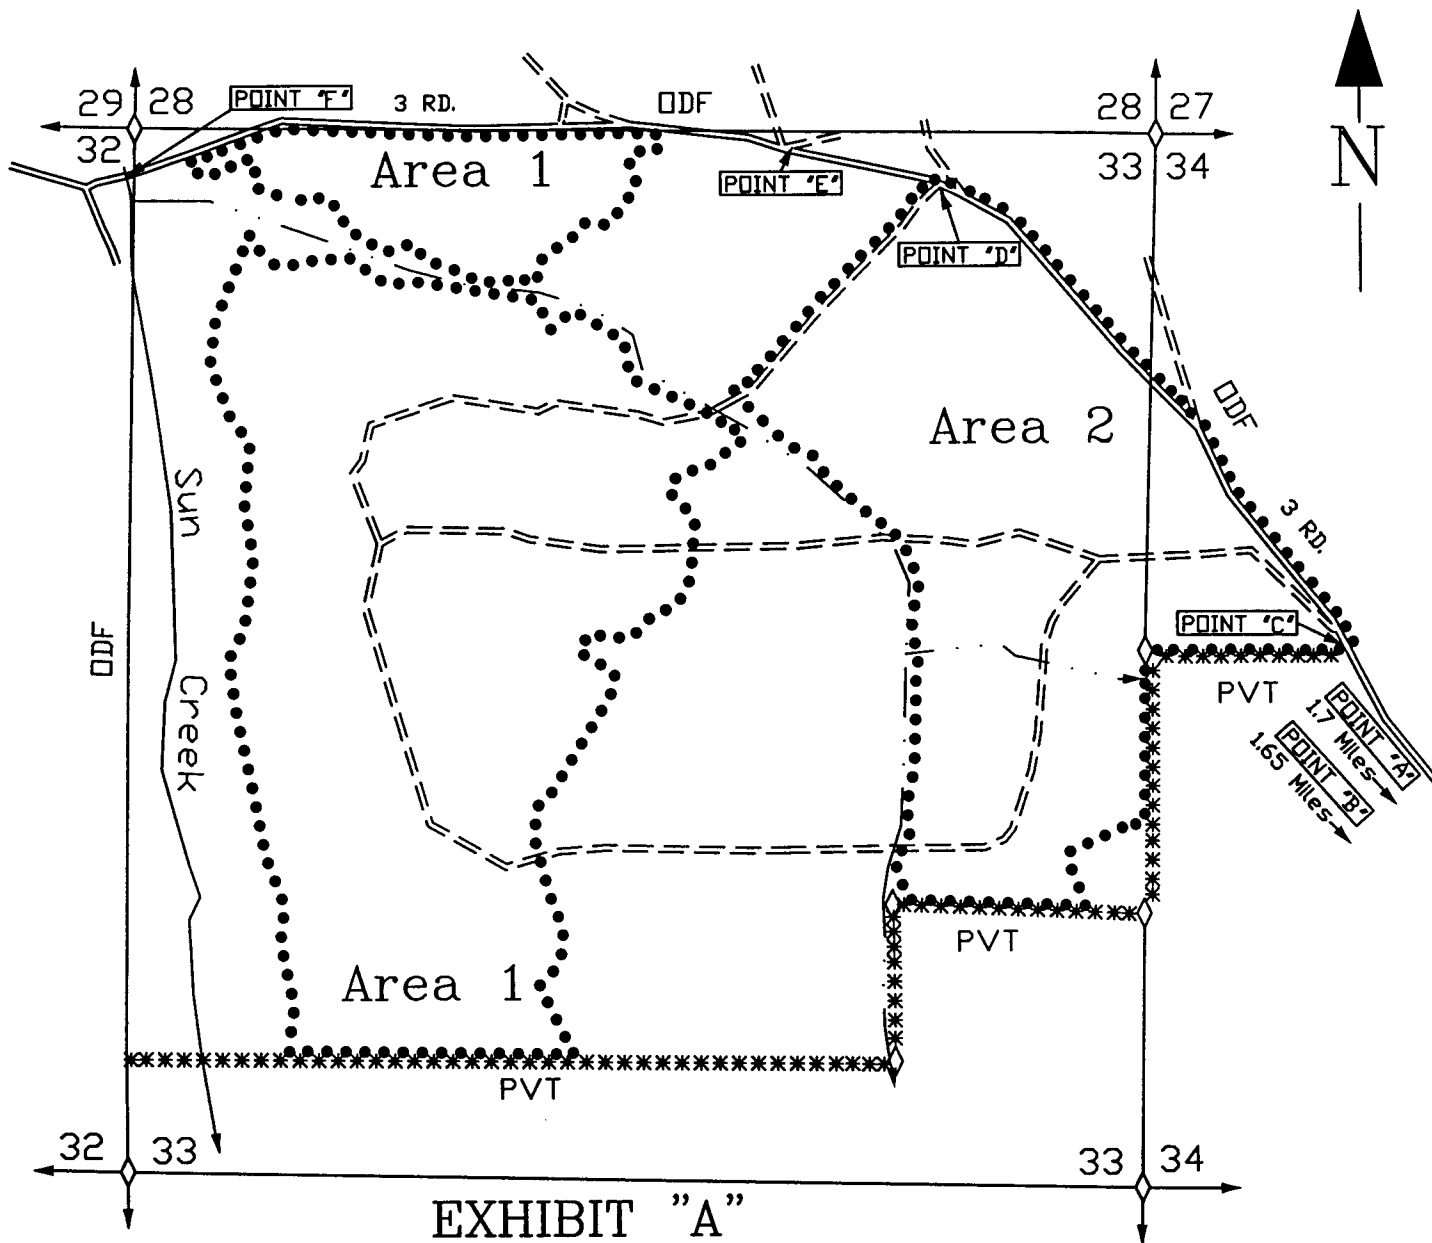 29 28
POINT "F"
3 RD.
ODF
28 27
32
33 34
N
Area 1
POINT "E"
POINT "D"
ODF
Area 2
Sun Creek
3 RD.
ODF
POINT "C"
PVT
POINT "A"
1.7 Miles
POINT "B"
1.65 Miles
PVT
Area 1
PVT
32 33
33 34
EXHIBIT "A"